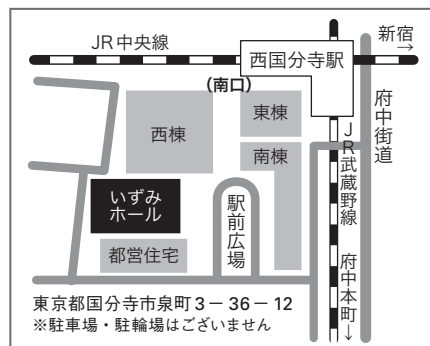 JR中央線
新宿
→
西国分寺駅
(南口)
東棟
西棟
南棟
府中街道
JR武蔵野線
いずみ
ホール
駅前広場
都営住宅
府中本町→
東京都国分寺市泉町3－36－12
※駐車場・駐輪場はございません